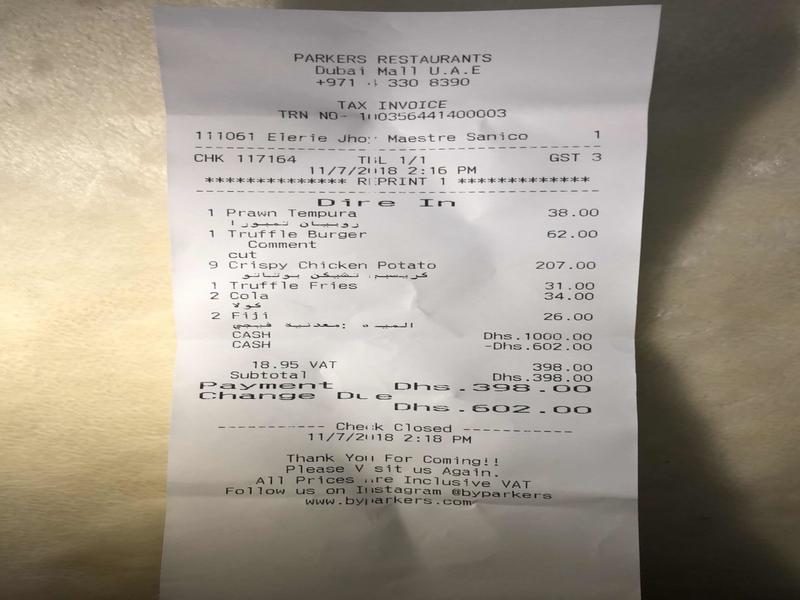 PARKERS RESTAURANTS
Dubai Mall U.A.E
+971 4 330 8390
TAX INVOICE
TRN NO- 100356441400003
111061 Elerie Jhoy Maestre Sanico 1
CHK 117164 TBL 1/1 GST 3
11/7/2018 2:16 PM
************** REPRINT 1 *************
Dine In
1 Prawn Tempura 38.00
روبيان تمبورا
1 Truffle Burger 62.00
Comment
cut
9 Crispy Chicken Potato 207.00
كريسبي تشيكن بوتاتو
1 Truffle Fries 31.00
2 Cola 34.00
كولا
2 Fiji 26.00
المياه معدنية فيجي
CASH Dhs.1000.00
CASH -Dhs.602.00
18.95 VAT 398.00
Subtotal Dhs.398.00
Payment Dhs.398.00
Change Due
Dhs.602.00
----------- Check Closed -----------
11/7/2018 2:18 PM
Thank You For Coming!!
Please Visit us Again.
All Prices are Inclusive VAT
Follow us on Instagram @byparkers
www.byparkers.com